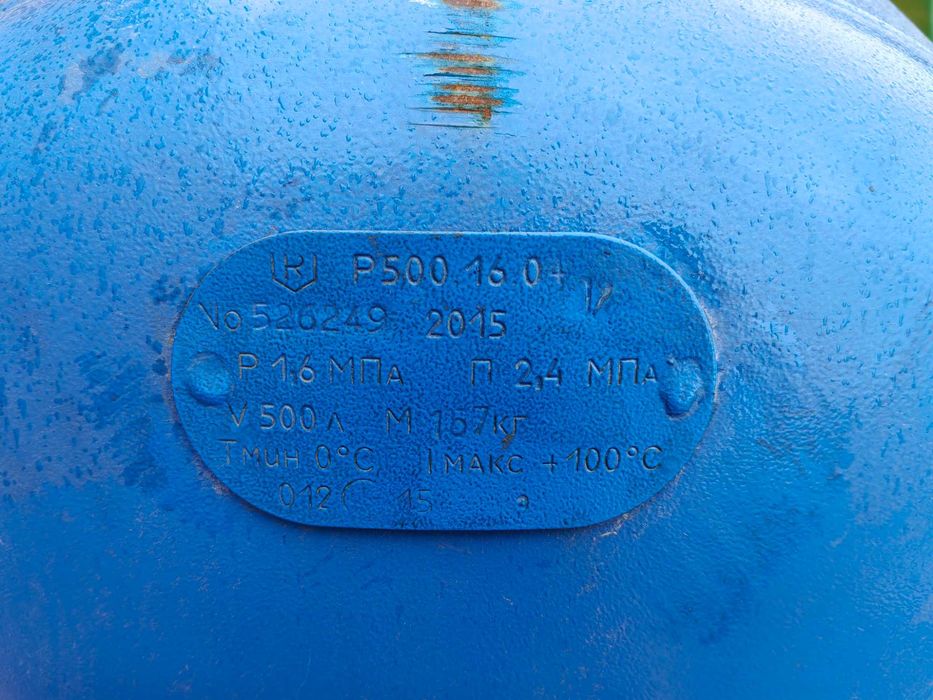 R P500.16.0+
No 526249 2015
P 1.6 МПа П 2,4 МПа
V 500 л М 167кг
Тмин 0°С Тмакс +100°С
012 15